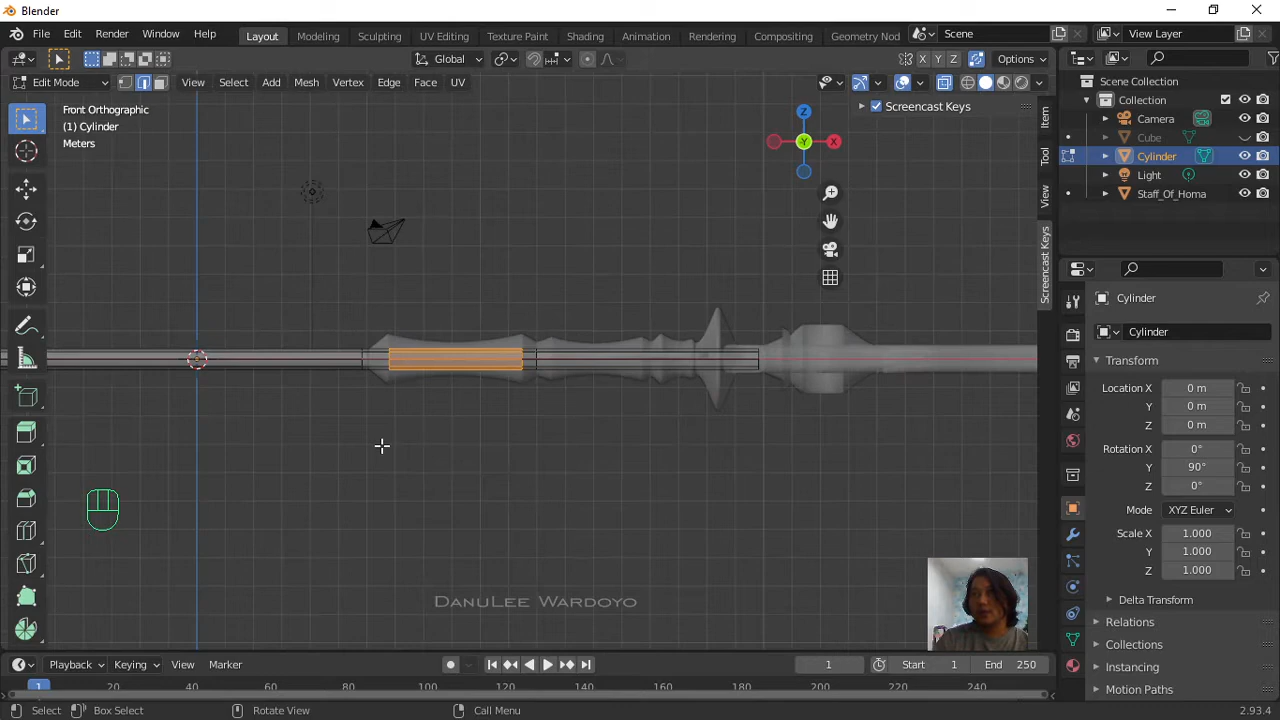 Blender
File Edit Render Window Help Layout Modeling Sculpting UV Editing Texture Paint Shading Animation Rendering Compositing Geometry Nod Scene View Layer
Global X Y Z Options
Edit Mode View Select Add Mesh Vertex Edge Face UV
Front Orthographic
(1) Cylinder
Meters
Screencast Keys
Z
Y
X
Item
Tool
View
Screencast Keys
DanuLee Wardoyo
Scene Collection
Collection
Camera
Cube
Cylinder
Light
Staff_Of_Homa
Cylinder
Cylinder
Transform
Location X 0 m
Y 0 m
Z 0 m
Rotation X 0°
Y 90°
Z 0°
Mode XYZ Euler
Scale X 1.000
Y 1.000
Z 1.000
Delta Transform
Relations
Collections
Instancing
Motion Paths
Playback Keying View Marker 1 Start 1 End 250
1 20 40 60 80 100 120 140 160 180 200 220 240
Select Box Select Rotate View Call Menu 2.93.4